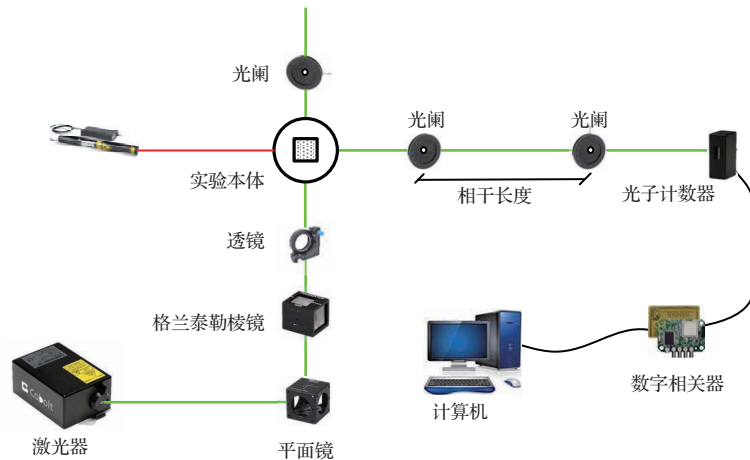 光阑
光阑
光阑
实验本体
相干长度
光子计数器
透镜
格兰泰勒棱镜
Cobolt
计算机
数字相关器
激光器
平面镜